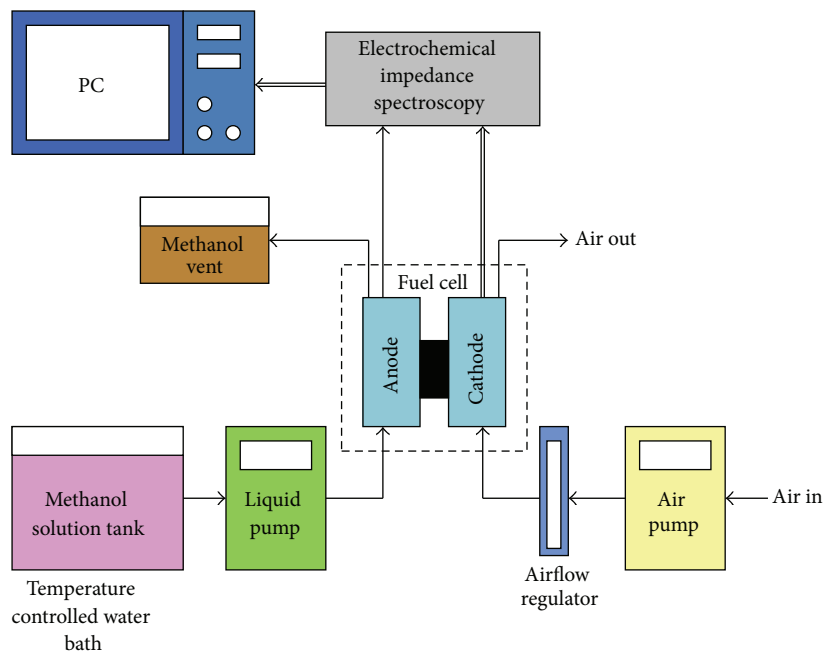 PC
Electrochemical
impedance
spectroscopy
Methanol
vent
Air out
Fuel cell
Anode
Cathode
Methanol
solution tank
Liquid
pump
Air
pump
Air in
Airflow
regulator
Temperature
controlled water
bath